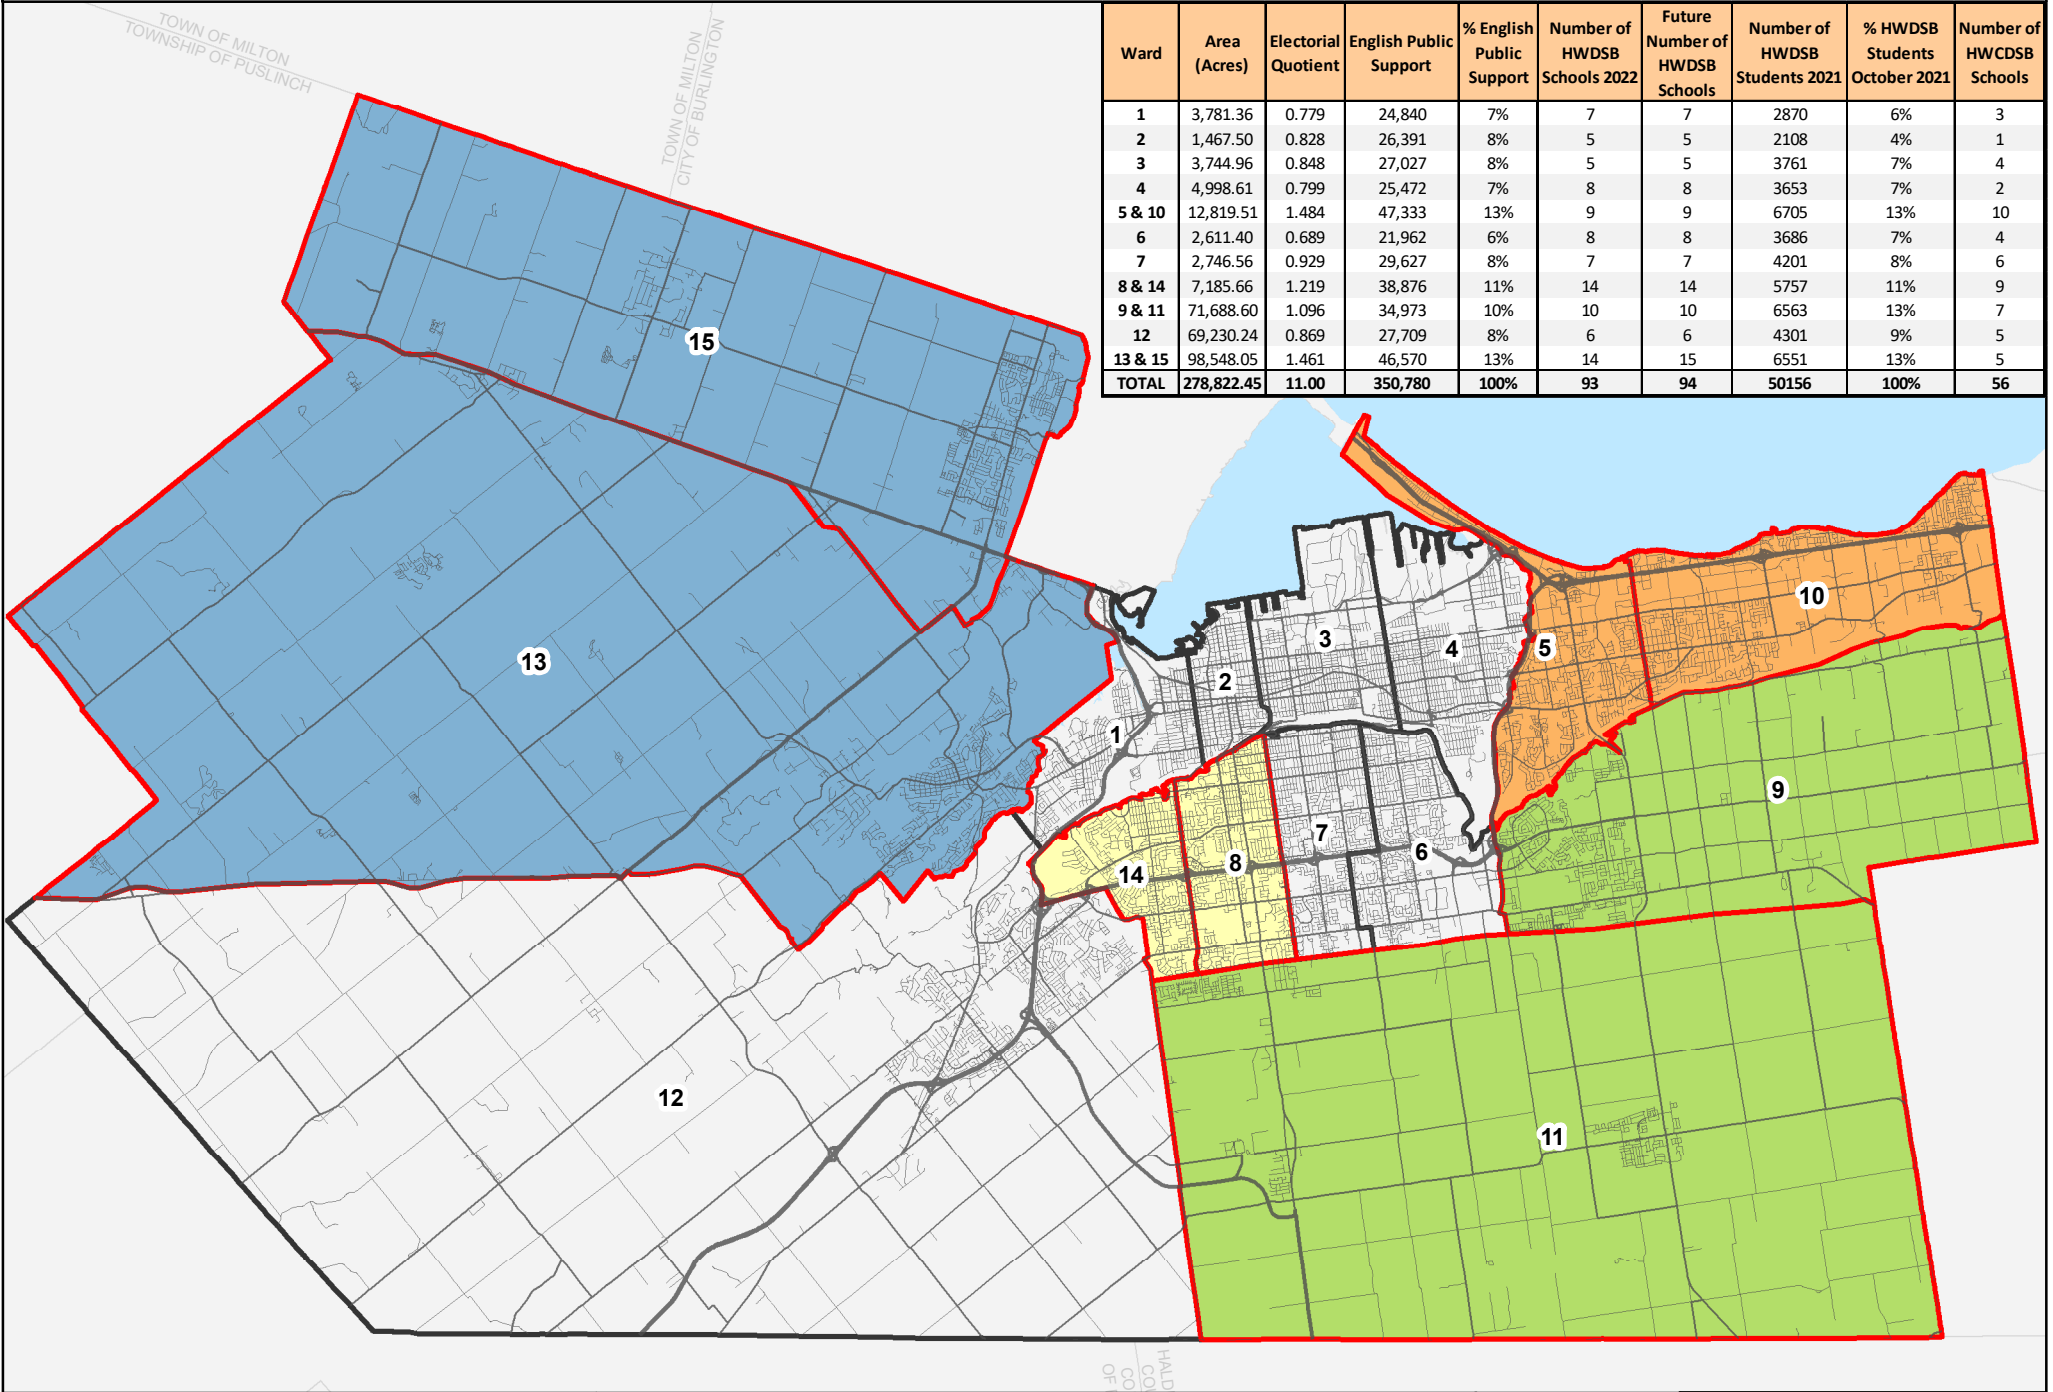 TOWN OF MILTON
TOWNSHIP OF PUSLINCH
TOWN OF MILTON
CITY OF BURLINGTON
Ward Area (Acres) Electorial Quotient English Public Support % English Public Support Number of HWDSB Schools 2022 Future Number of HWDSB Schools Number of HWDSB Students 2021 % HWDSB Students October 2021 Number of HWCDSB Schools
1 3,781.36 0.779 24,840 7% 7 7 2870 6% 3
2 1,467.50 0.828 26,391 8% 5 5 2108 4% 1
3 3,744.96 0.848 27,027 8% 5 5 3761 7% 4
4 4,998.61 0.799 25,472 7% 8 8 3653 7% 2
5 & 10 12,819.51 1.484 47,333 13% 9 9 6705 13% 10
6 2,611.40 0.689 21,962 6% 8 8 3686 7% 4
7 2,746.56 0.929 29,627 8% 7 7 4201 8% 6
8 & 14 7,185.66 1.219 38,876 11% 14 14 5757 11% 9
9 & 11 71,688.60 1.096 34,973 10% 10 10 6563 13% 7
12 69,230.24 0.869 27,709 8% 6 6 4301 9% 5
13 & 15 98,548.05 1.461 46,570 13% 14 15 6551 13% 5
TOTAL 278,822.45 11.00 350,780 100% 93 94 50156 100% 56
15
10
3
4
5
13
2
1
9
7
6
8
14
12
11